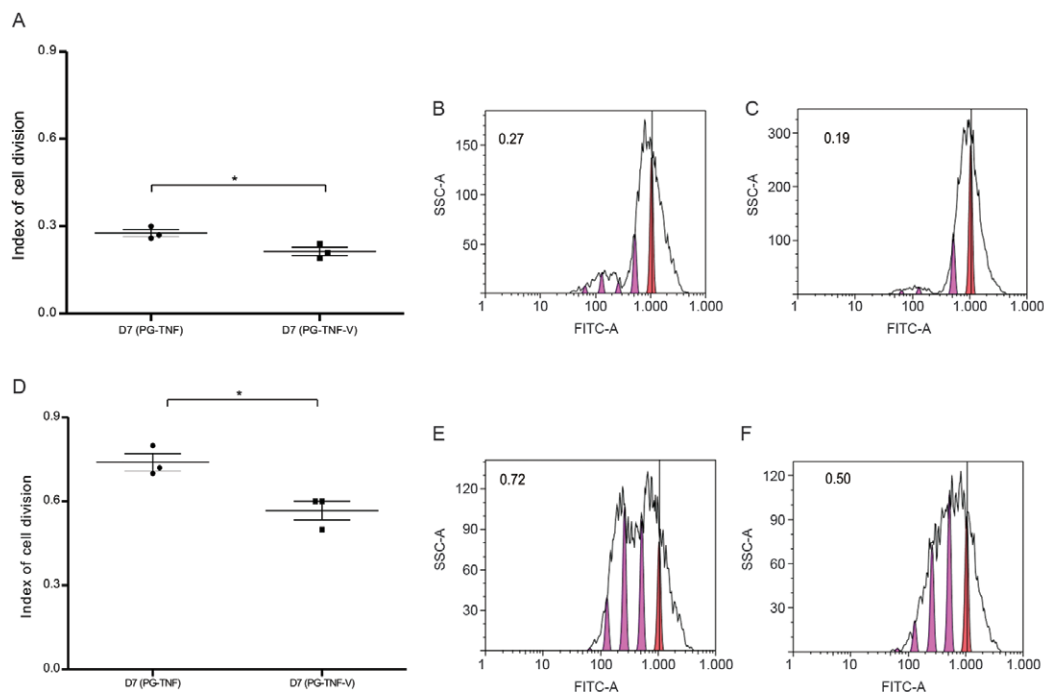 A
Index of cell division
0.9
0.6
0.3
0.0
*
D7 (PG-TNF)
D7 (PG-TNF-V)
B
0.27
SSC-A
150
100
50
1
10
100
1.000
1.000
FITC-A
C
0.19
SSC-A
300
200
100
1
10
100
1.000
1.000
FITC-A
D
Index of cell division
0.9
0.6
0.3
0.0
*
D7 (PG-TNF)
D7 (PG-TNF-V)
E
0.72
SSC-A
120
90
60
30
1
10
100
1.000
1.000
FITC-A
F
0.50
SSC-A
120
90
60
30
1
10
100
1.000
1.000
FITC-A